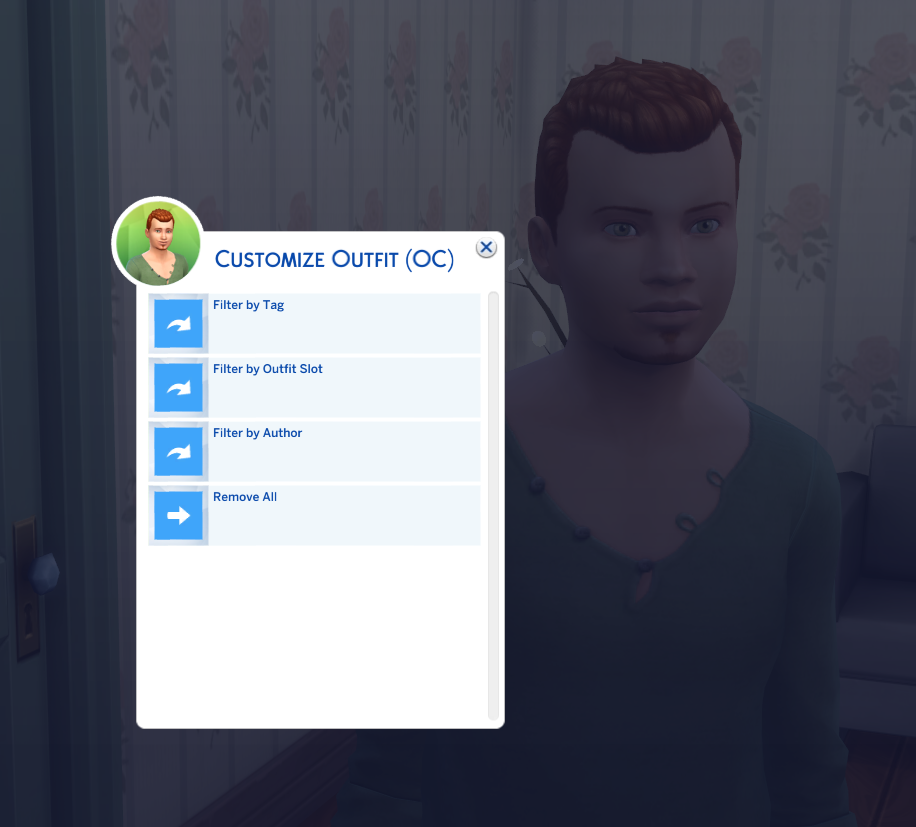 Customize Outfit (OC)
Filter by Tag
Filter by Outfit Slot
Filter by Author
Remove All